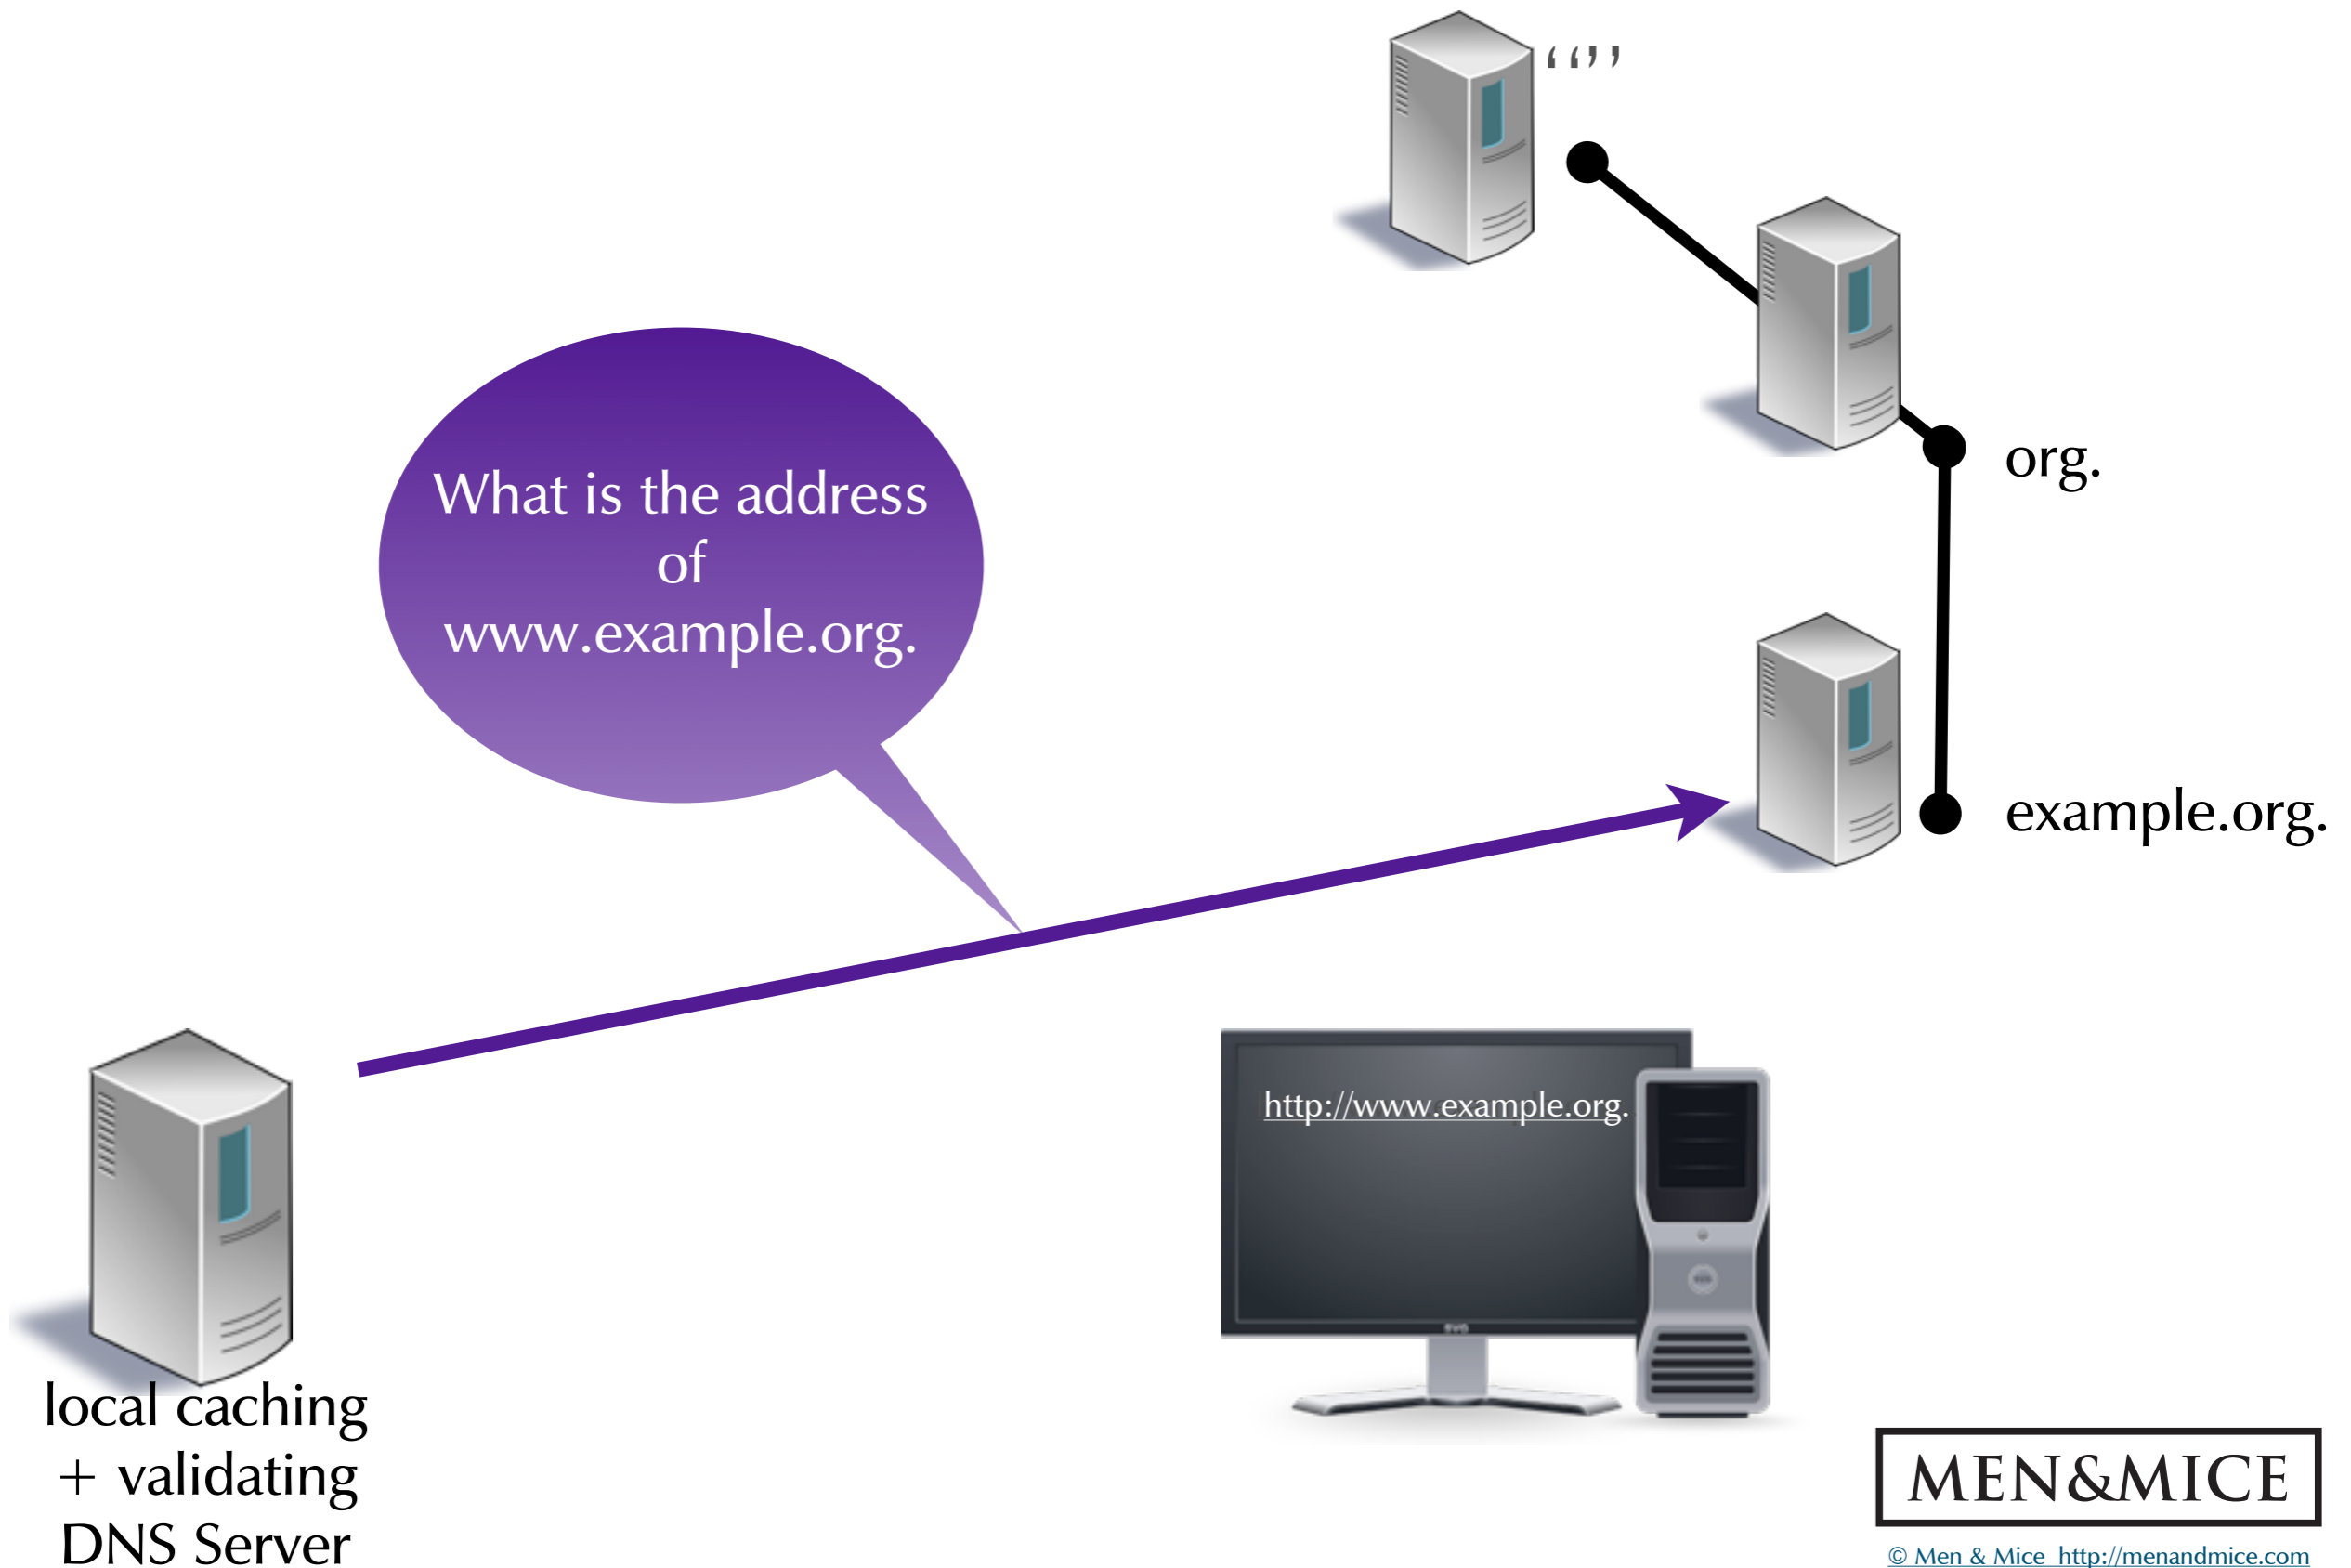 “”
org.
What is the address
of
www.example.org.
example.org.
http://www.example.org.
local caching
+ validating
DNS Server
MEN&MICE
© Men & Mice  http://menandmice.com